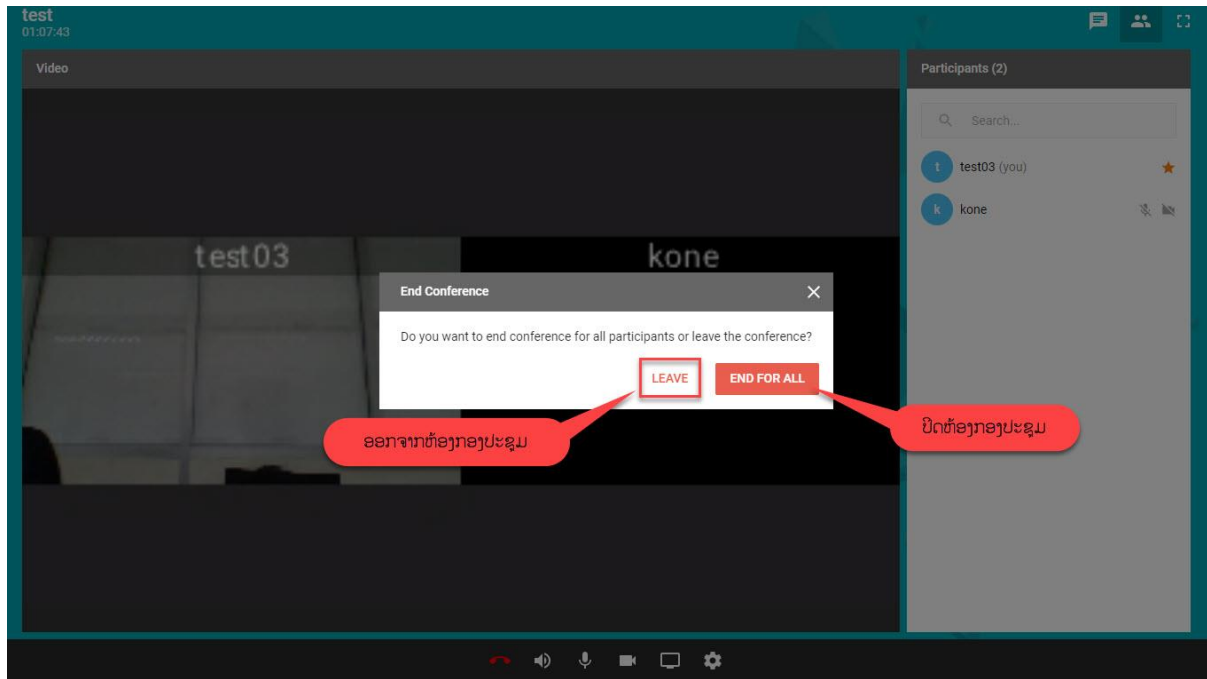 test
01:07:43
Video
Participants (2)
Search...
t test03 (you)
k kone
test03
kone
End Conference
Do you want to end conference for all participants or leave the conference?
LEAVE
END FOR ALL
ອອກຈາກຫ້ອງກອງປະຊຸມ
ປິດຫ້ອງກອງປະຊຸມ